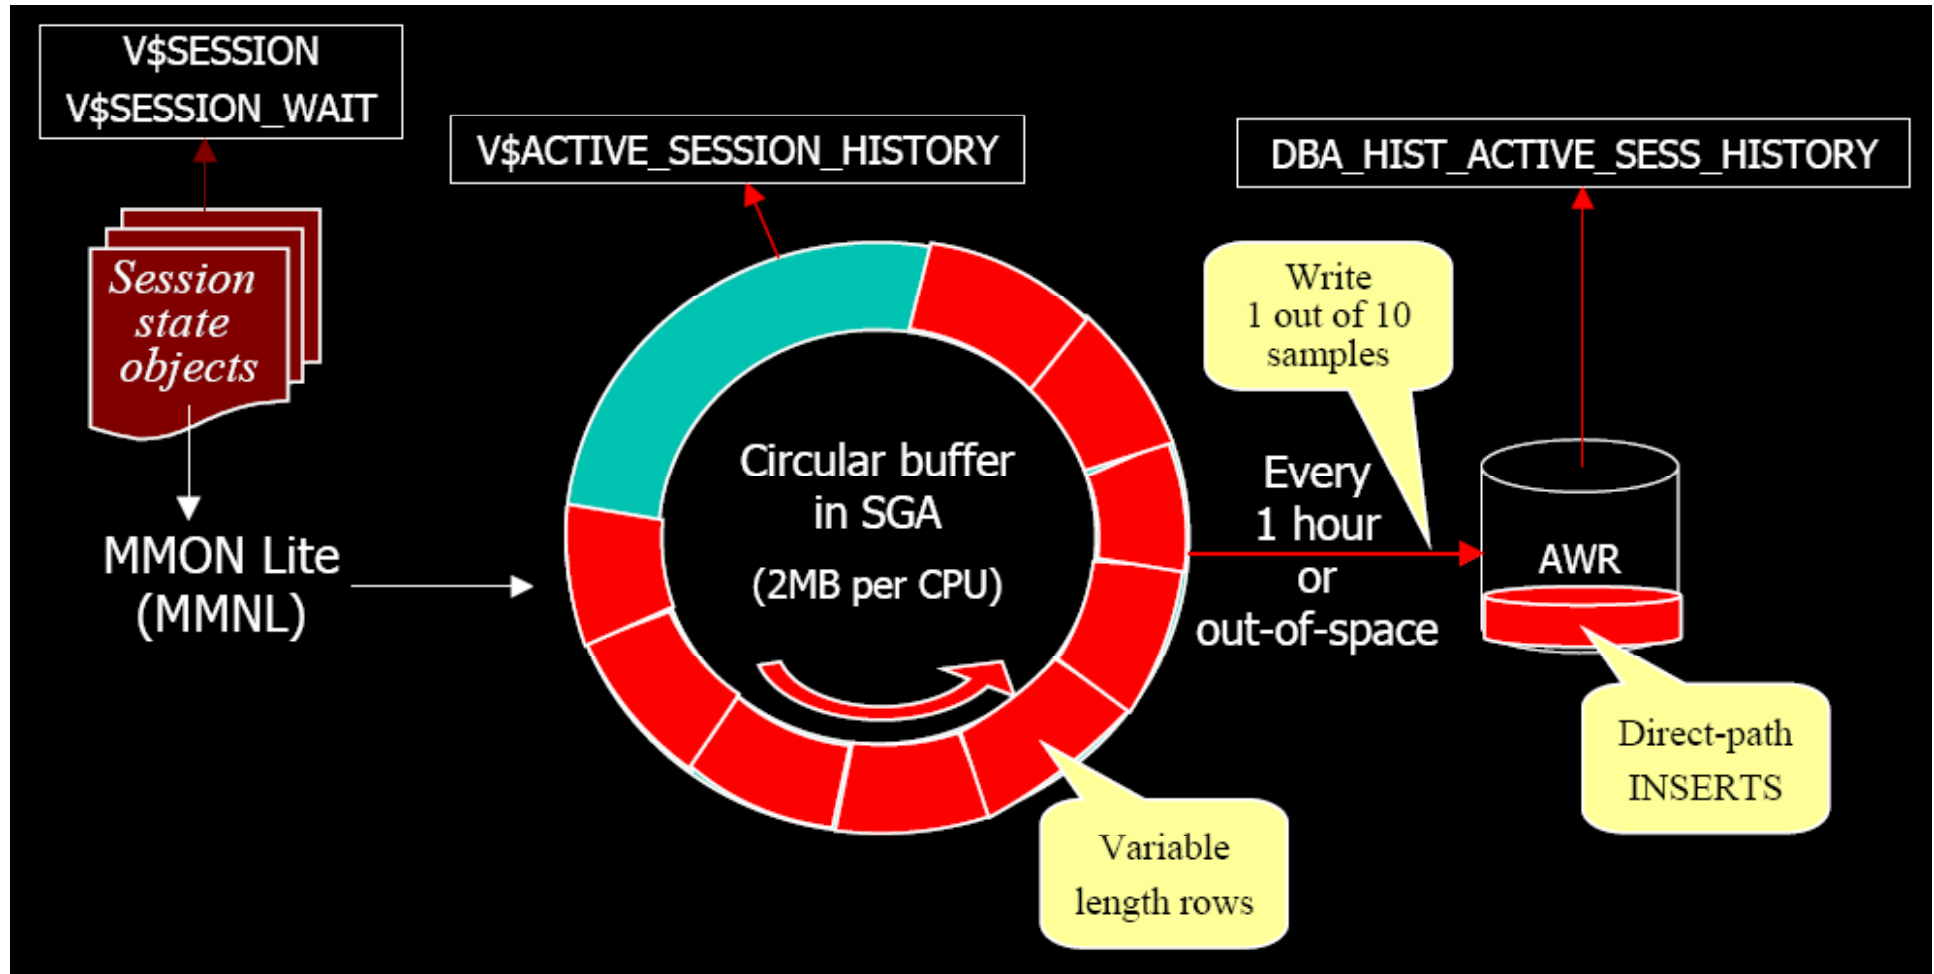 V$SESSION
V$SESSION_WAIT
V$ACTIVE_SESSION_HISTORY
DBA_HIST_ACTIVE_SESS_HISTORY
Session
state
objects
MMON Lite
(MMNL)
Circular buffer
in SGA
(2MB per CPU)
Variable
length rows
Write
1 out of 10
samples
Every
1 hour
or
out-of-space
AWR
Direct-path
INSERTS